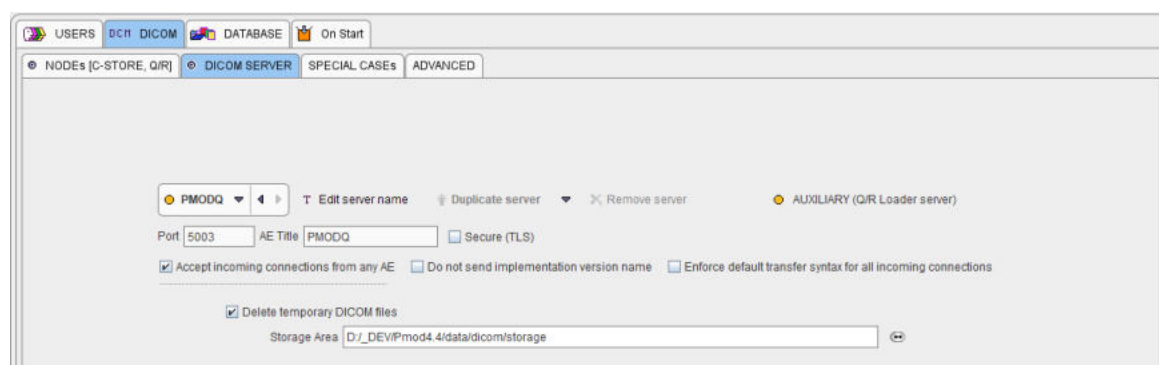 USERS DCM DICOM DATABASE On Start
NODEs [C-STORE, Q/R] DICOM SERVER SPECIAL CASEs ADVANCED
PMODQ T Edit server name Duplicate server Remove server AUXILIARY (Q/R Loader server)
Port 5003 AE Title PMODQ Secure (TLS)
Accept incoming connections from any AE Do not send implementation version name Enforce default transfer syntax for all incoming connections
Delete temporary DICOM files
Storage Area D:/_DEV/Pmod4.4/data/dicom/storage